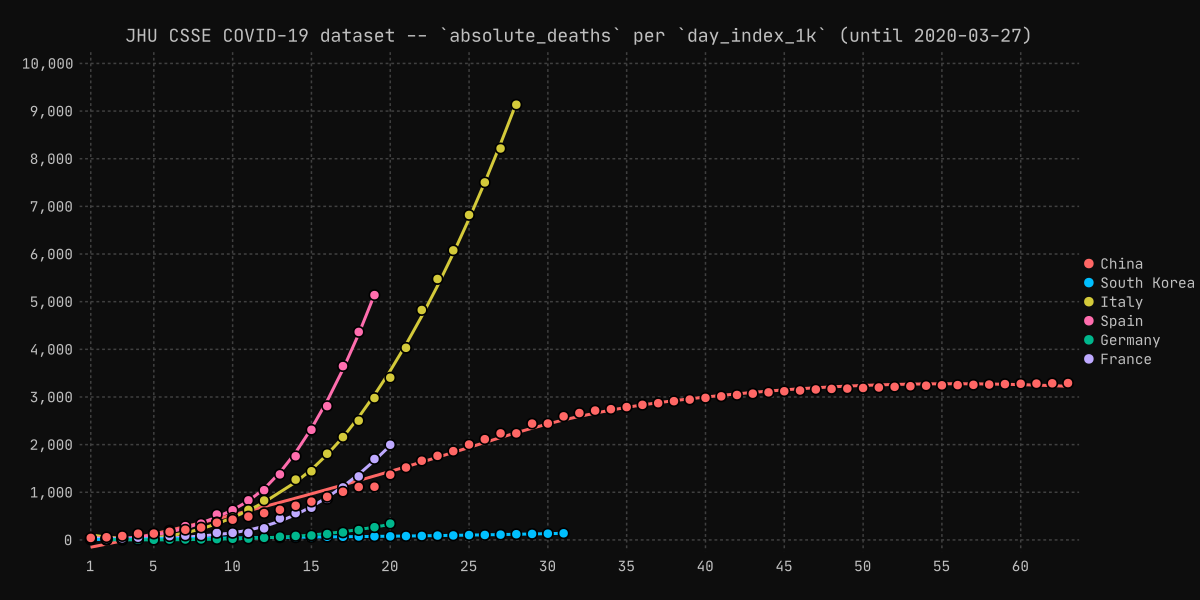 JHU CSSE COVID-19 dataset -- `absolute_deaths` per `day_index_1k` (until 2020-03-27)
10,000
9,000
8,000
7,000
6,000
5,000
4,000
3,000
2,000
1,000
0
1 5 10 15 20 25 30 35 40 45 50 55 60
China
South Korea
Italy
Spain
Germany
France